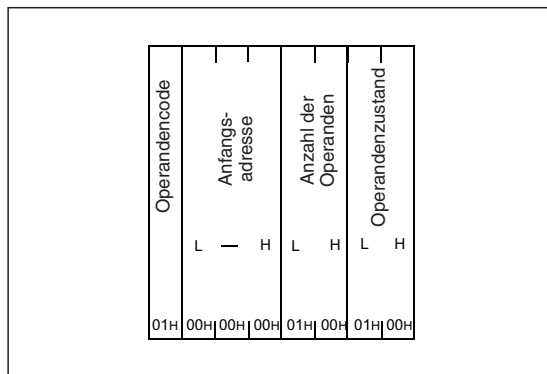 Operandencode
Anfangs-
adresse
Anzahl der
Operanden
Operandenzustand
L — H L H L H
01H 00H 00H 00H 01H 00H 01H 00H